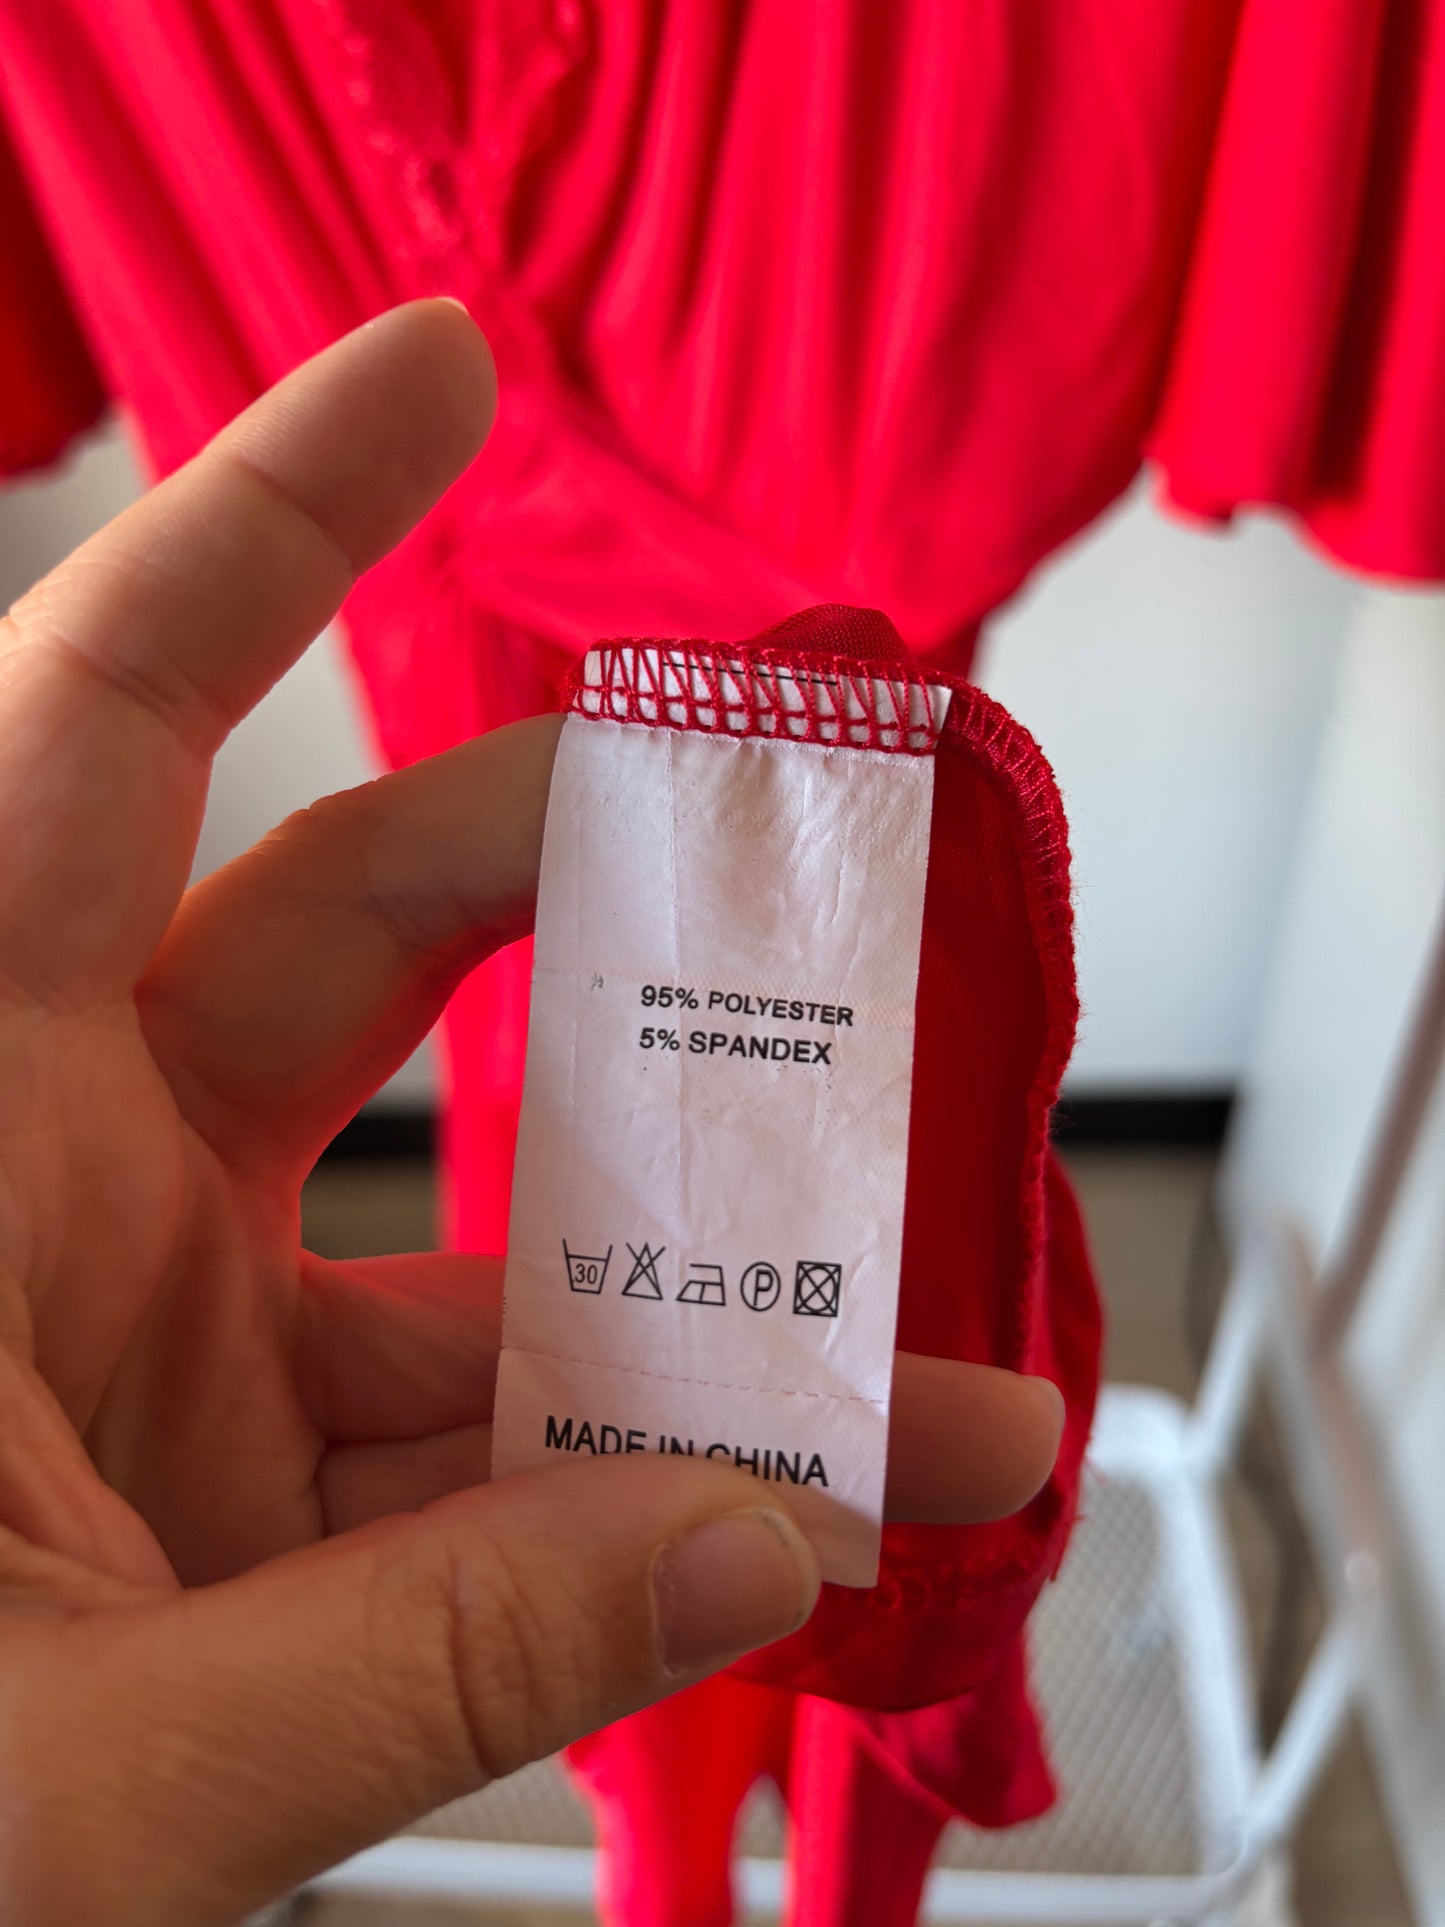 95% POLYESTER
5% SPANDEX
30 P
MADE IN CHINA